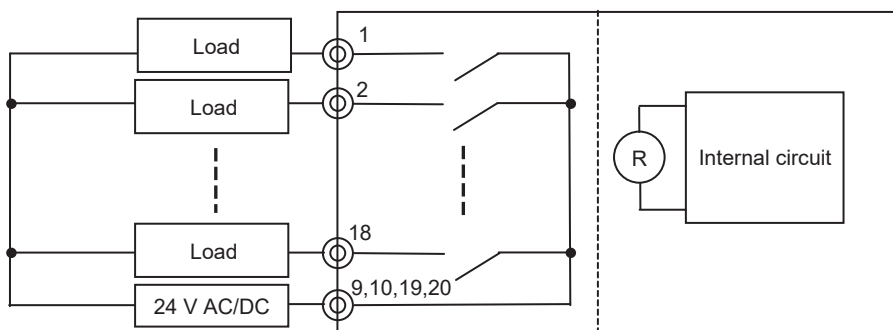 Load
1
Load
2
R
Internal circuit
Load
18
24 V AC/DC
9,10,19,20